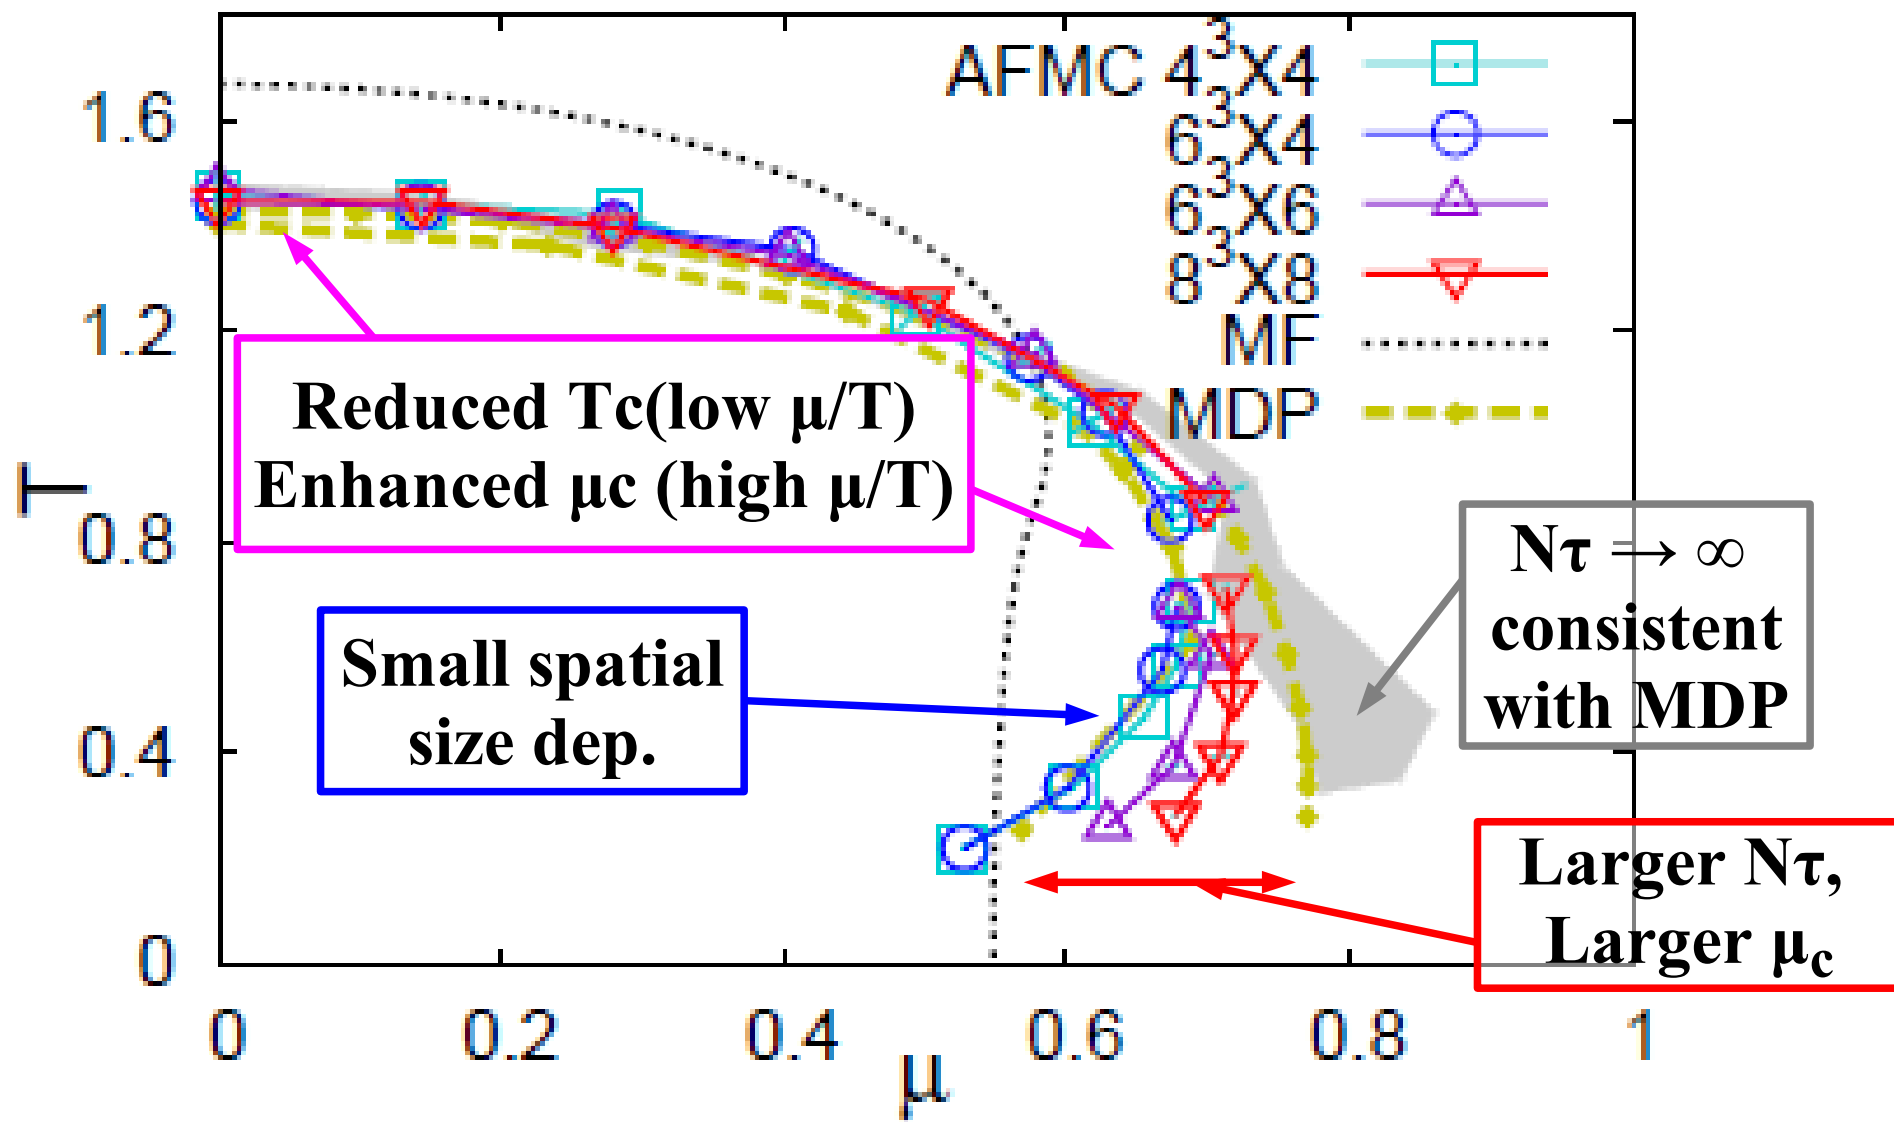 AFMC 4³X4
6³X4
6³X6
8³X8
MF
MDP
1.6
1.2
0.8
0.4
0
T
Reduced Tc(low μ/T)
Enhanced μc (high μ/T)
Small spatial
size dep.
Nτ → ∞
consistent
with MDP
Larger Nτ,
Larger μc
0 0.2 0.4 0.6 0.8 1
μ